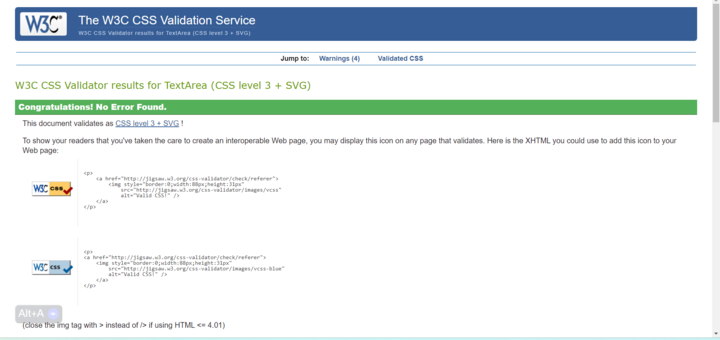 W3C® The W3C CSS Validation Service
W3C CSS Validator results for TextArea (CSS level 3 + SVG)
Jump to: Warnings (4) Validated CSS
W3C CSS Validator results for TextArea (CSS level 3 + SVG)
Congratulations! No Error Found.
This document validates as CSS level 3 + SVG !
To show your readers that you've taken the care to create an interoperable Web page, you may display this icon on any page that validates. Here is the XHTML you could use to add this icon to your
Web page:
W3C css
<p>
<a href="http://jigsaw.w3.org/css-validator/check/referer">
<img style="border:0;width:88px;height:31px"
src="http://jigsaw.w3.org/css-validator/images/vcss"
alt="Valid CSS!" />
</a>
</p>
W3C css
<p>
<a href="http://jigsaw.w3.org/css-validator/check/referer">
<img style="border:0;width:88px;height:31px"
src="http://jigsaw.w3.org/css-validator/images/vcss-blue"
alt="Valid CSS!" />
</a>
</p>
Alt+A
(close the img tag with > instead of /> if using HTML <= 4.01)